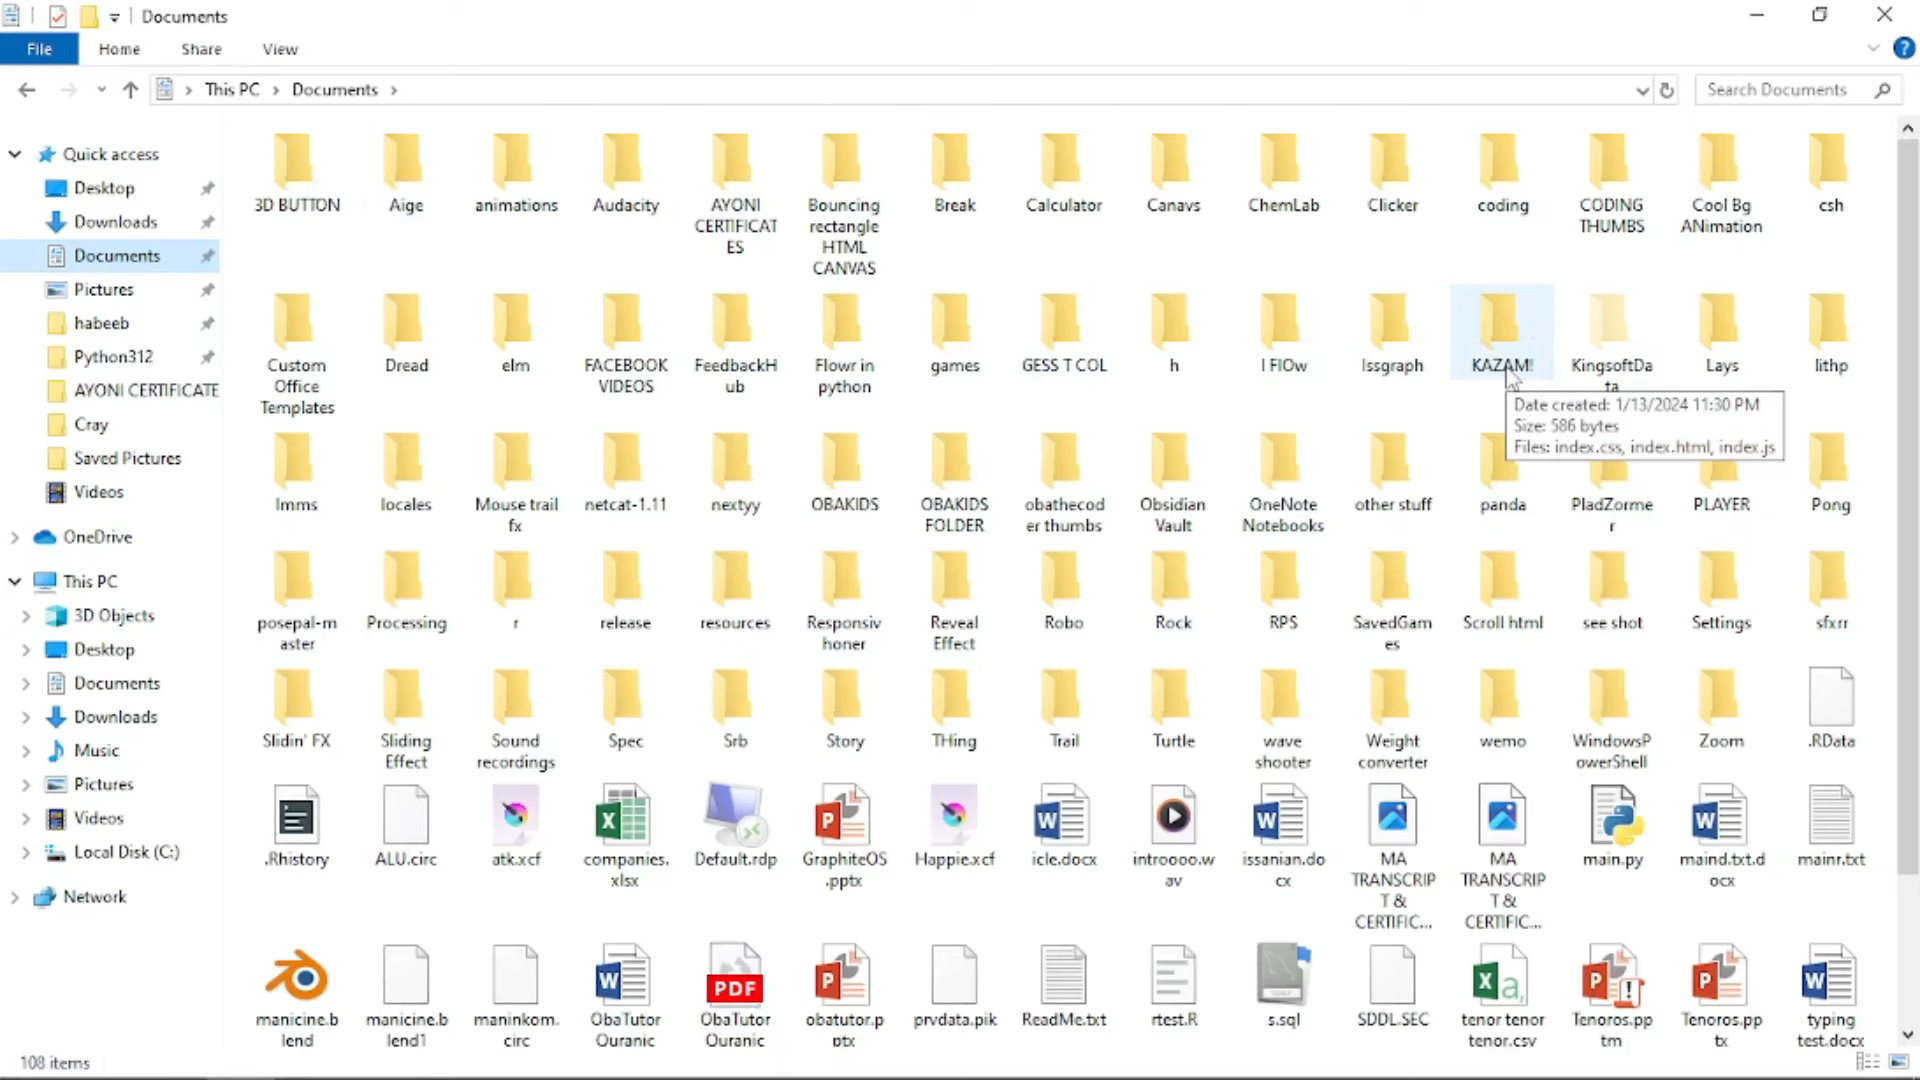 Documents
File Home Share View
This PC Documents
Search Documents
Quick access
Desktop
Downloads
Documents
Pictures
habeeb
Python312
AYONI CERTIFICATE
Cray
Saved Pictures
Videos
OneDrive
This PC
3D Objects
Desktop
Documents
Downloads
Music
Pictures
Videos
Local Disk (C:)
Network
3D BUTTON
Aige
animations
Audacity
AYONI
CERTIFICAT
ES
Bouncing
rectangle
HTML
CANVAS
Break
Calculator
Canavs
ChemLab
Clicker
coding
CODING
THUMBS
Cool Bg
ANimation
csh
Custom
Office
Templates
Dread
elm
FACEBOOK
VIDEOS
FeedbackH
ub
Flowr in
python
games
GESS T COL
h
I FlOw
Issgraph
KAZAM!
KingsoftDa
ta
Lays
lithp
Date created: 1/13/2024 11:30 PM
Size: 586 bytes
Files: index.css, index.html, index.js
lmms
locales
Mouse trail
fx
netcat-1.11
nextyy
OBAKIDS
OBAKIDS
FOLDER
obathecod
er thumbs
Obsidian
Vault
OneNote
Notebooks
other stuff
panda
PladZorme
r
PLAYER
Pong
posepal-m
aster
Processing
r
release
resources
Responsiv
honer
Reveal
Effect
Robo
Rock
RPS
SavedGam
es
Scroll html
see shot
Settings
sfxrr
Slidin' FX
Sliding
Effect
Sound
recordings
Spec
Srb
Story
THing
Trail
Turtle
wave
shooter
Weight
converter
wemo
WindowsP
owerShell
Zoom
.RData
.Rhistory
ALU.circ
atk.xcf
companies.
xlsx
Default.rdp
GraphiteOS
.pptx
Happie.xcf
icle.docx
introooo.w
av
issanian.do
cx
MA
TRANSCRIP
T &
CERTIFIC...
MA
TRANSCRIP
T &
CERTIFIC...
main.py
maind.txt.d
ocx
mainr.txt
manicine.b
lend
manicine.b
lend1
maninkom.
circ
ObaTutor
Ouranic
PDF
ObaTutor
Ouranic
obatutor.p
ptx
prvdata.pik
ReadMe.txt
rtest.R
s.sql
SDDL.SEC
tenor tenor
tenor.csv
Tenoros.pp
tm
Tenoros.pp
tx
typing
test.docx
108 items